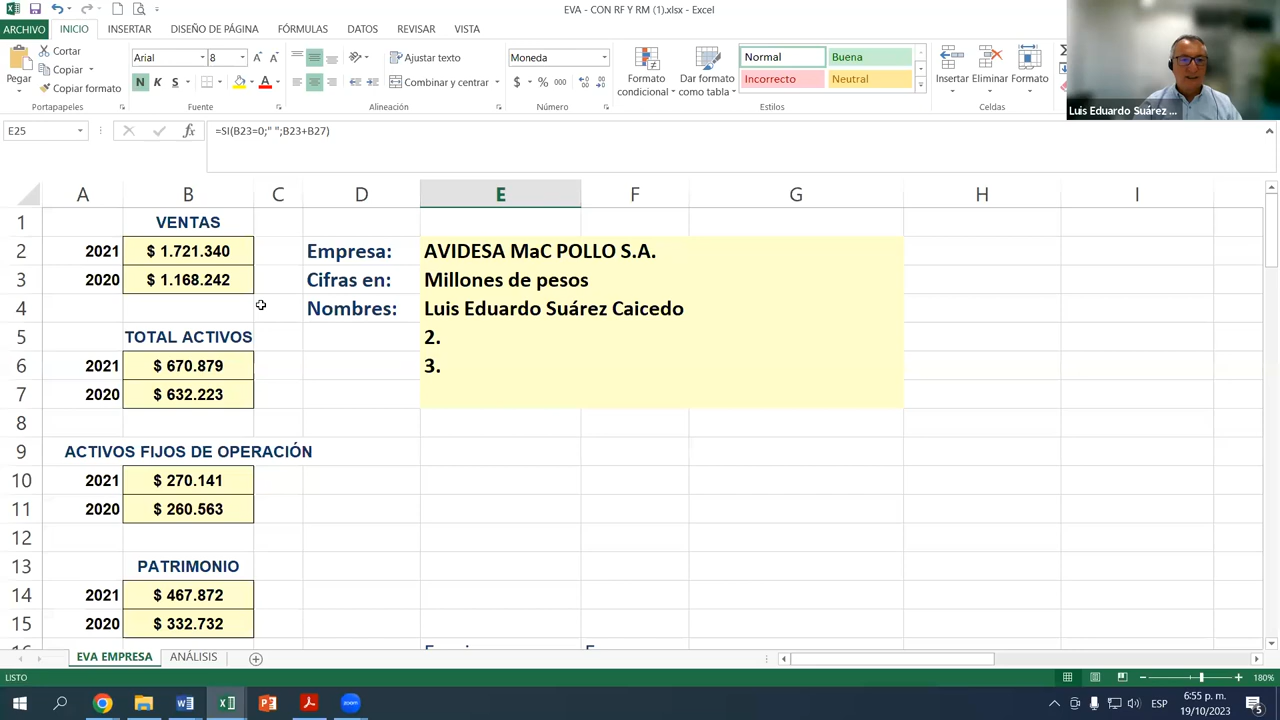 EVA - CON RF Y RM (1).xlsx - Excel
ARCHIVO INICIO INSERTAR DISEÑO DE PÁGINA FÓRMULAS DATOS REVISAR VISTA
Pegar
Cortar
Copiar
Copiar formato
Portapapeles
Arial 8
N K S
Fuente
Ajustar texto
Combinar y centrar
Alineación
Moneda
$ % 000
Número
Formato condicional
Dar formato como tabla
Normal Buena
Incorrecto Neutral
Estilos
Insertar Eliminar Formato
Celdas
Luis Eduardo Suárez ...
E25 =SI(B23=0;" ";B23+B27)
A B C D E F G H I
1 VENTAS
2 2021 $ 1.721.340 Empresa: AVIDESA MaC POLLO S.A.
3 2020 $ 1.168.242 Cifras en: Millones de pesos
4 Nombres: Luis Eduardo Suárez Caicedo
5 TOTAL ACTIVOS 2.
6 2021 $ 670.879 3.
7 2020 $ 632.223
8
9 ACTIVOS FIJOS DE OPERACIÓN
10 2021 $ 270.141
11 2020 $ 260.563
12
13 PATRIMONIO
14 2021 $ 467.872
15 2020 $ 332.732
EVA EMPRESA ANÁLISIS
LISTO 180%
ESP
6:55 p. m.
19/10/2023
5